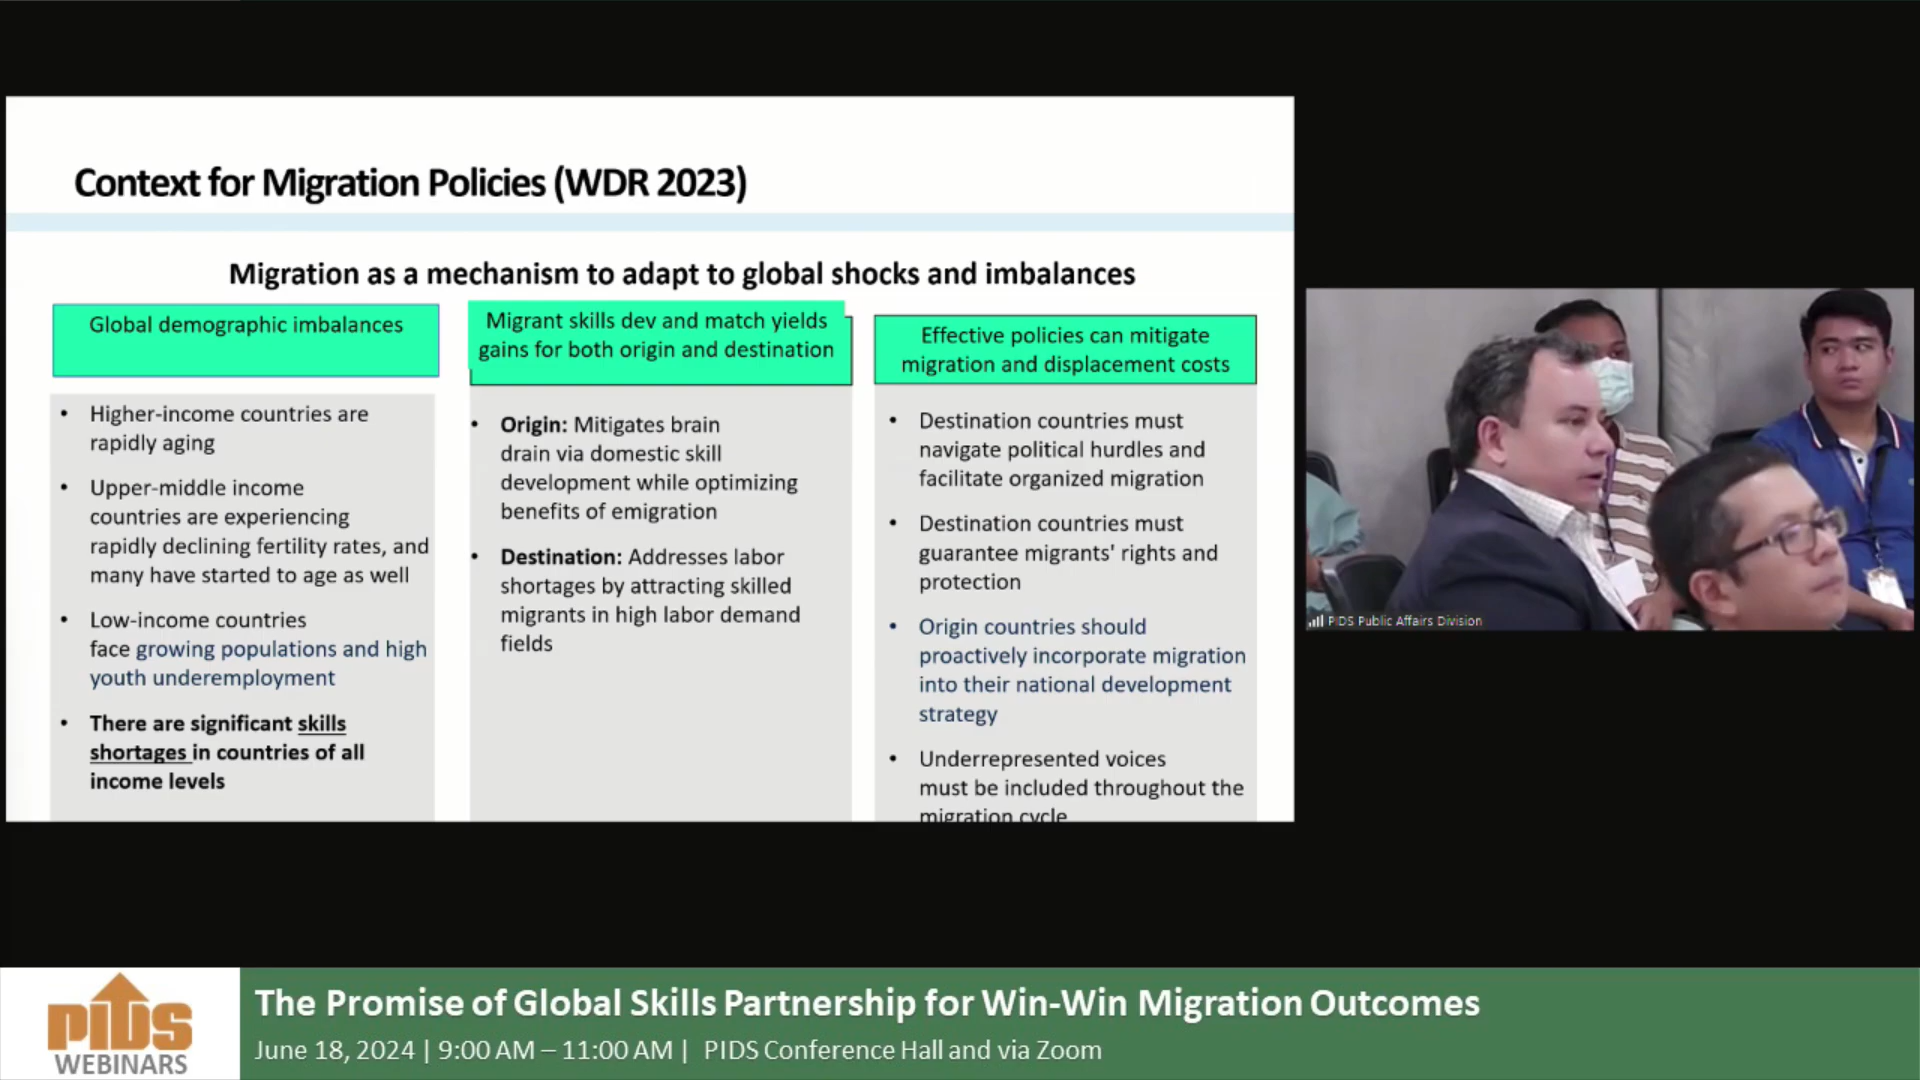 Context for Migration Policies (WDR 2023)
Migration as a mechanism to adapt to global shocks and imbalances
Global demographic imbalances
• Higher-income countries are
rapidly aging
• Upper-middle income
countries are experiencing
rapidly declining fertility rates, and
many have started to age as well
• Low-income countries
face growing populations and high
youth underemployment
• There are significant skills
shortages in countries of all
income levels
Migrant skills dev and match yields
gains for both origin and destination
• Origin: Mitigates brain
drain via domestic skill
development while optimizing
benefits of emigration
• Destination: Addresses labor
shortages by attracting skilled
migrants in high labor demand
fields
Effective policies can mitigate
migration and displacement costs
• Destination countries must
navigate political hurdles and
facilitate organized migration
• Destination countries must
guarantee migrants' rights and
protection
• Origin countries should
proactively incorporate migration
into their national development
strategy
• Underrepresented voices
must be included throughout the
migration cycle
PIDS Public Affairs Division
PIDS
WEBINARS
The Promise of Global Skills Partnership for Win-Win Migration Outcomes
June 18, 2024 | 9:00 AM – 11:00 AM | PIDS Conference Hall and via Zoom